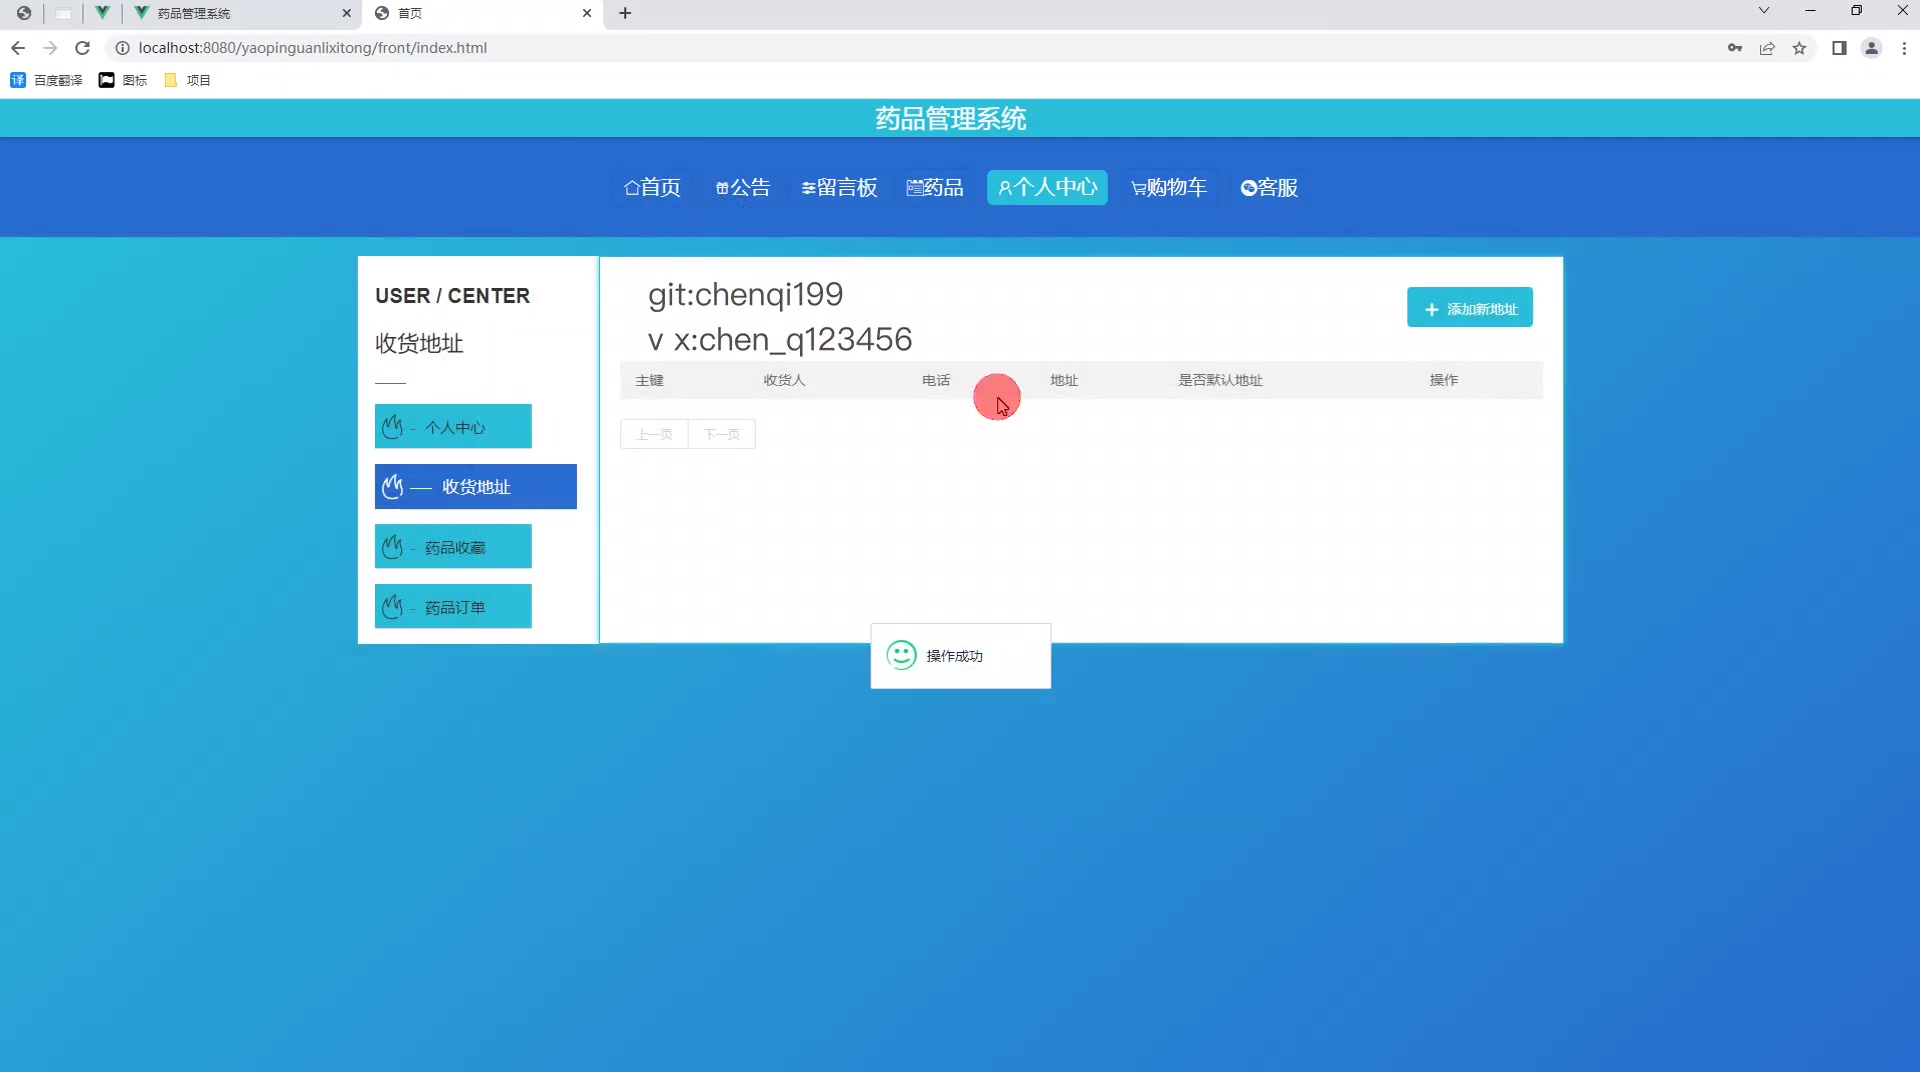 药品管理系统
首页
localhost:8080/yaopinguanlixitong/front/index.html
译 百度翻译
图标
项目
药品管理系统
首页
公告
留言板
药品
个人中心
购物车
客服
USER / CENTER
收货地址
个人中心
收货地址
药品收藏
药品订单
git:chenqi199
v x:chen_q123456
添加新地址
主键 收货人 电话 地址 是否默认地址 操作
上一页 下一页
操作成功